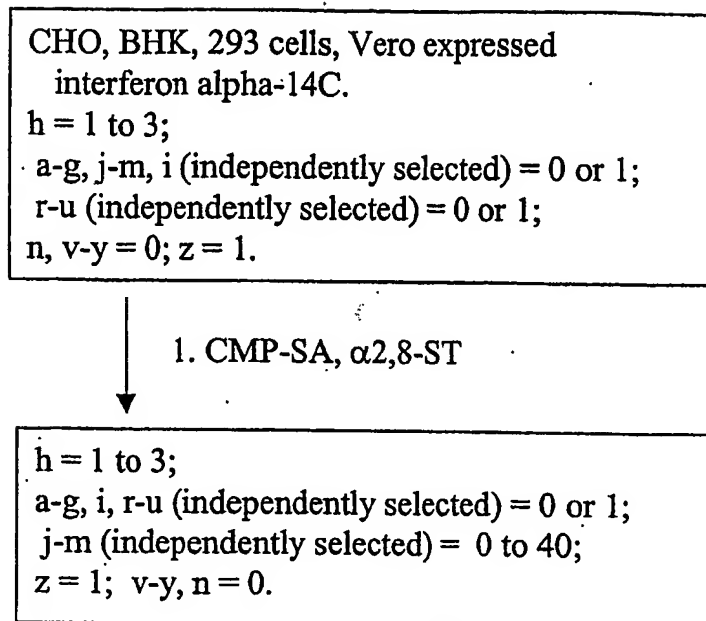 CHO, BHK, 293 cells, Vero expressed
interferon alpha-14C.
h = 1 to 3;
a-g, j-m, i (independently selected) = 0 or 1;
r-u (independently selected) = 0 or 1;
n, v-y = 0; z = 1.
1. CMP-SA, α2,8-ST
h = 1 to 3;
a-g, i, r-u (independently selected) = 0 or 1;
j-m (independently selected) = 0 to 40;
z = 1; v-y, n = 0.